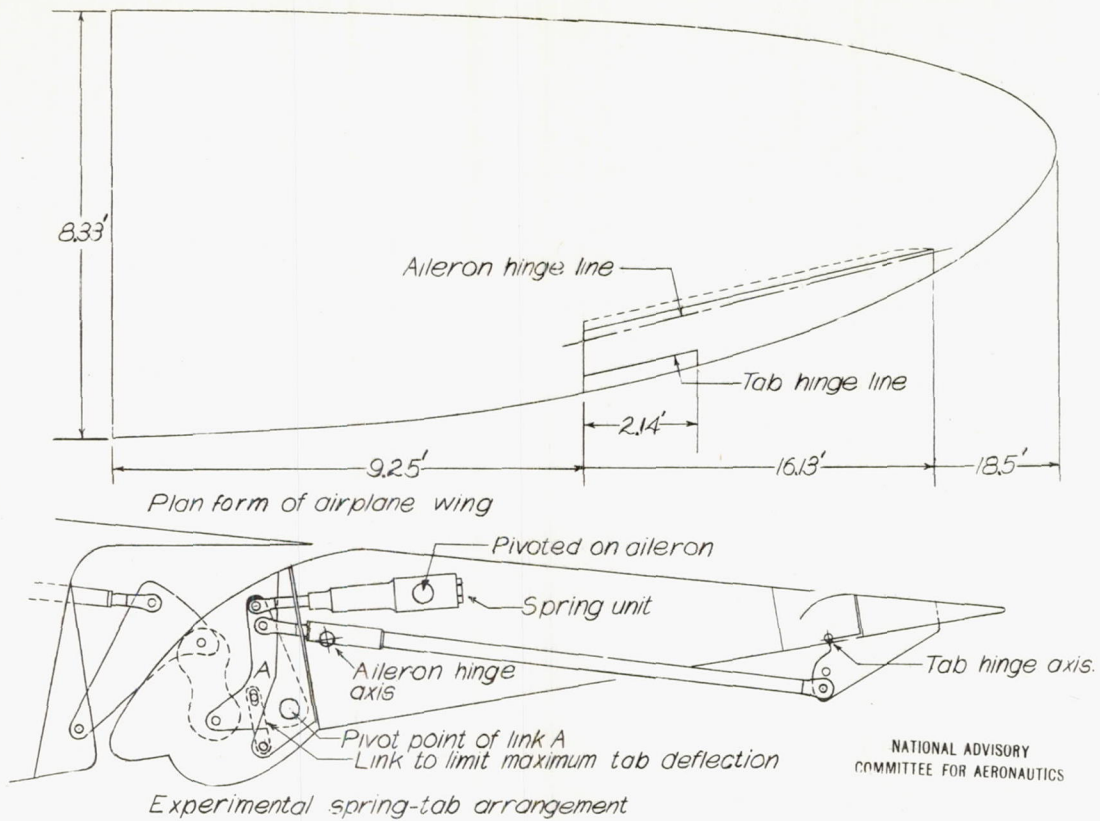 8.33'
Aileron hinge line
Tab hinge line
2.14'
9.25'
16.13'
18.5'
Plan form of airplane wing
Pivoted on aileron
Spring unit
A
Aileron hinge
axis
Tab hinge axis.
Pivot point of link A
Link to limit maximum tab deflection
NATIONAL ADVISORY
COMMITTEE FOR AERONAUTICS
Experimental spring-tab arrangement